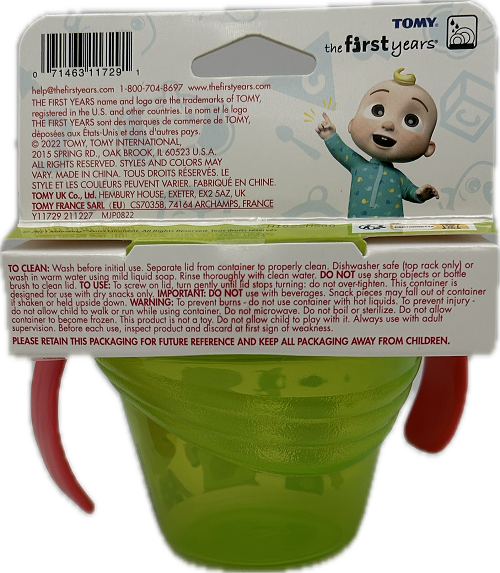 TOMY®
the first years®
0 71463 11729 1
help@thefirstyears.com 1-800-704-8697 www.thefirstyears.com
THE FIRST YEARS name and logo are the trademarks of TOMY,
registered in the U.S. and other countries. Le nom et le logo
THE FIRST YEARS sont des marques de commerce de TOMY,
déposées aux États-Unis et dans d'autres pays.
© 2022 TOMY, TOMY INTERNATIONAL,
2015 SPRING RD., OAK BROOK, IL 60523 U.S.A.
ALL RIGHTS RESERVED. STYLES AND COLORS MAY
VARY. MADE IN CHINA. TOUS DROITS RÉSERVÉS. LE
STYLE ET LES COULEURS PEUVENT VARIER. FABRIQUÉ EN CHINE.
TOMY UK Co., Ltd. HEMBURY HOUSE, EXETER, EX2 5AZ, UK
TOMY FRANCE SARL (EU) CS70358, 74164 ARCHAMPS, FRANCE
Y11729 211227 MJP0822
All Rights Reserved. Tous droits réservés.
TO CLEAN: Wash before initial use. Separate lid from container to properly clean. Dishwasher safe (top rack only) or
wash in warm water using mild liquid soap. Rinse thoroughly with clean water. DO NOT use sharp objects or bottle
brush to clean lid. TO USE: To screw on lid, turn gently until lid stops turning: do not over-tighten. This container is
designed for use with dry snacks only. IMPORTANT: DO NOT use with beverages. Snack pieces may fall out of container
if shaken or held upside down. WARNING: To prevent burns - do not use container with hot liquids. To prevent injury -
do not allow child to walk or run while using container. Do not microwave. Do not boil or sterilize. Do not allow
container to become frozen. This product is not a toy. Do not allow child to play with it. Always use with adult
supervision. Before each use, inspect product and discard at first sign of weakness.
PLEASE RETAIN THIS PACKAGING FOR FUTURE REFERENCE AND KEEP ALL PACKAGING AWAY FROM CHILDREN.